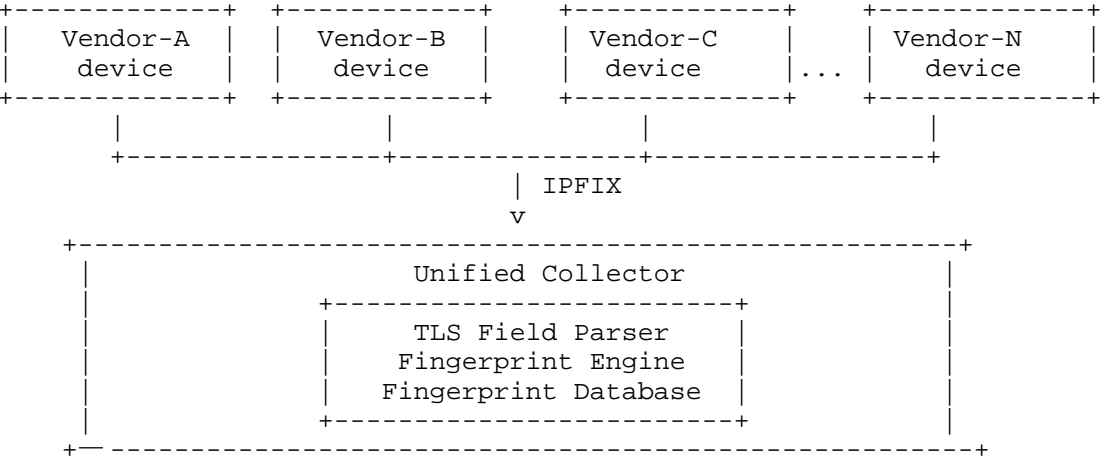 Vendor-A Vendor-B Vendor-C Vendor-N
device device device ... device
IPFIX
v
Unified Collector
TLS Field Parser
Fingerprint Engine
Fingerprint Database